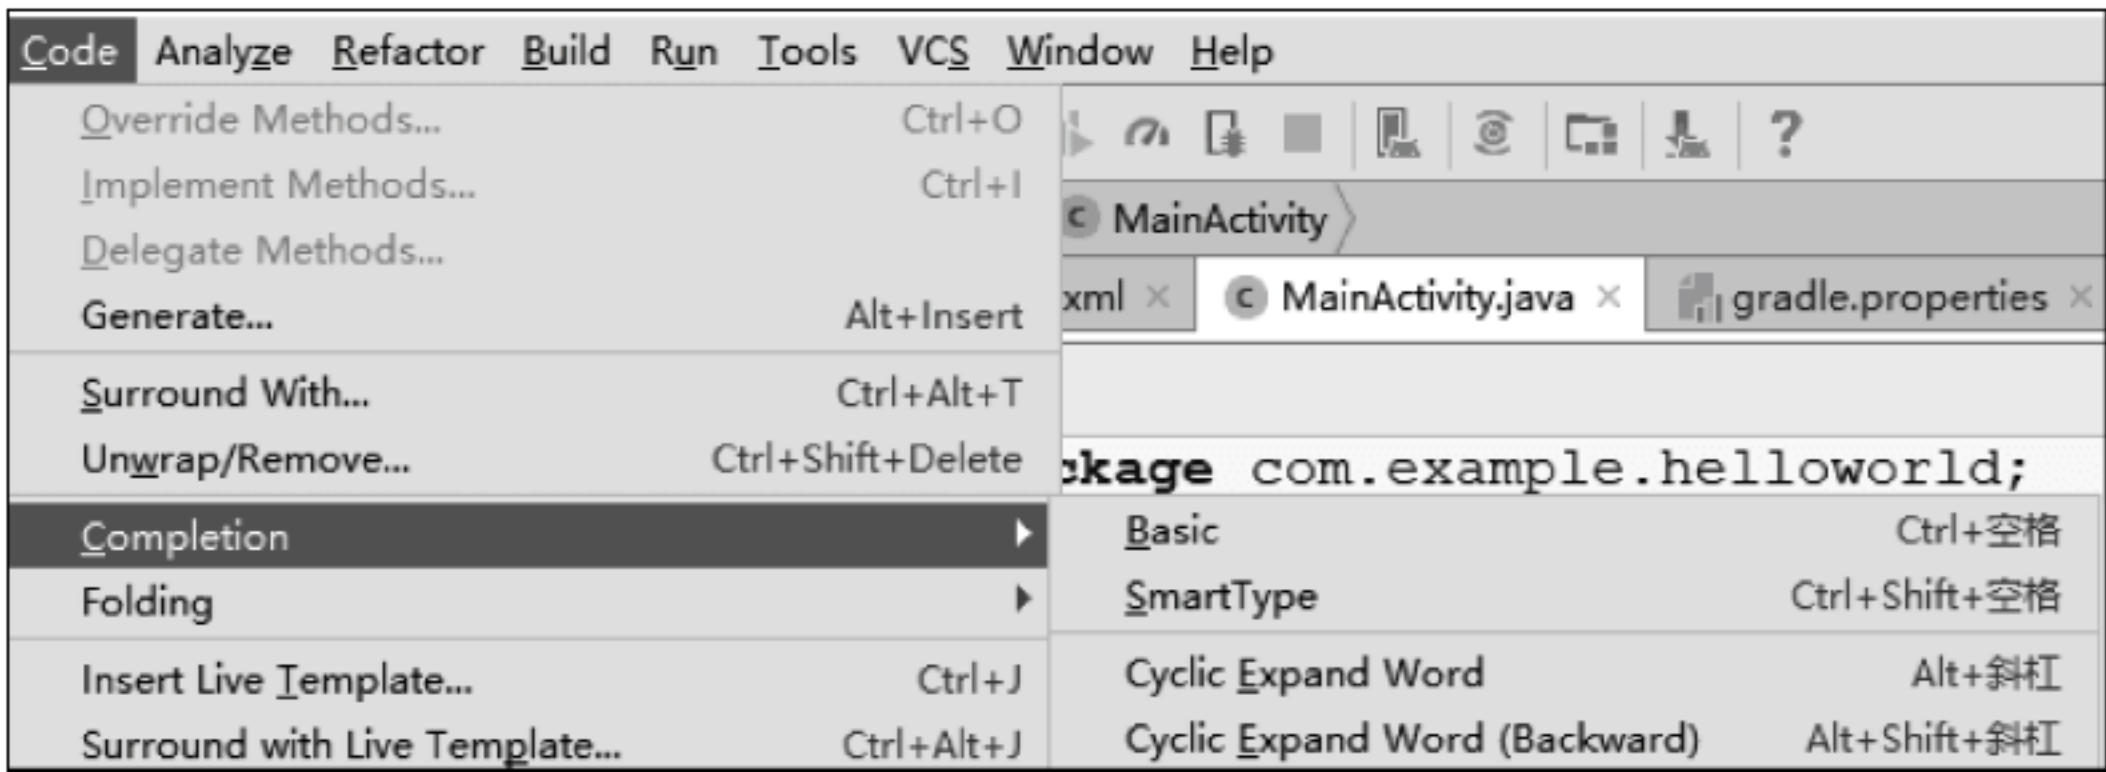 Code Analyze Refactor Build Run Tools VCS Window Help
Override Methods... Ctrl+O
Implement Methods... Ctrl+I
Delegate Methods...
Generate... Alt+Insert
Surround With... Ctrl+Alt+T
Unwrap/Remove... Ctrl+Shift+Delete
Completion
Folding
Insert Live Template... Ctrl+J
Surround with Live Template... Ctrl+Alt+J
?
C MainActivity
xml × C MainActivity.java × gradle.properties ×
ckage com.example.helloworld;
Basic Ctrl+空格
SmartType Ctrl+Shift+空格
Cyclic Expand Word Alt+斜杠
Cyclic Expand Word (Backward) Alt+Shift+斜杠